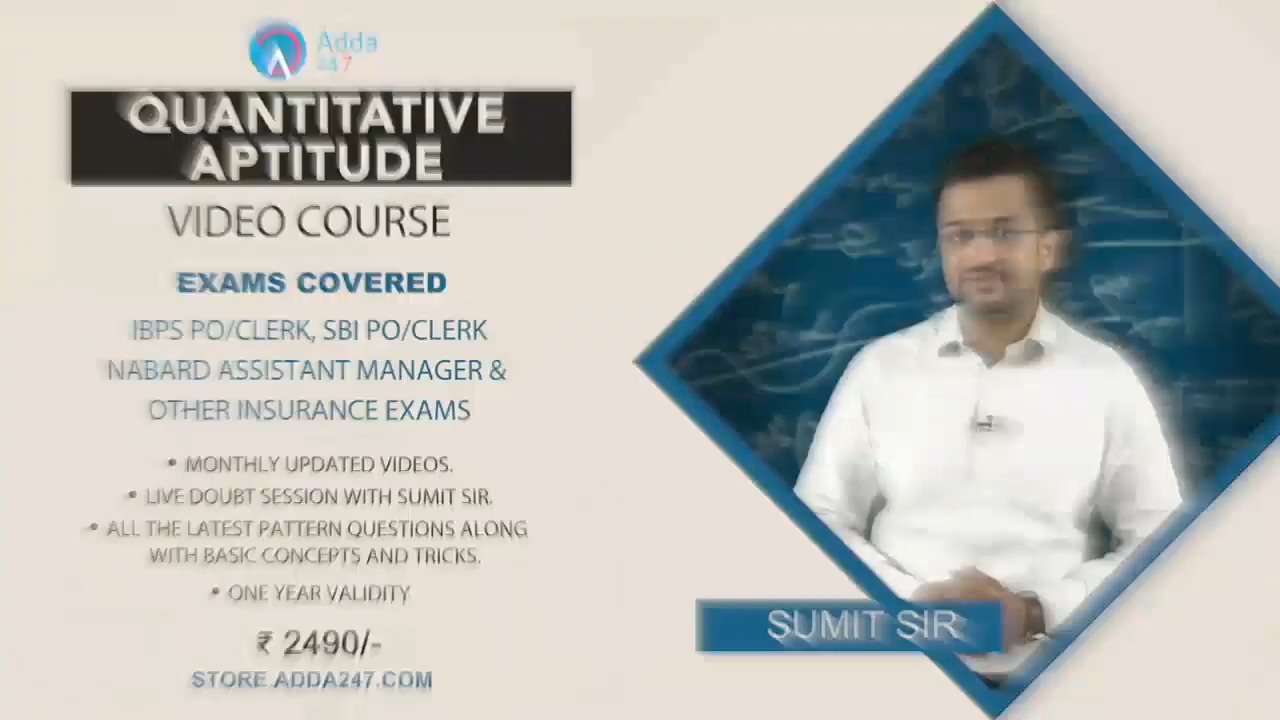 Adda
247
QUANTITATIVE
APTITUDE
VIDEO COURSE
EXAMS COVERED
IBPS PO/CLERK, SBI PO/CLERK
NABARD ASSISTANT MANAGER &
OTHER INSURANCE EXAMS
• MONTHLY UPDATED VIDEOS.
• LIVE DOUBT SESSION WITH SUMIT SIR.
• ALL THE LATEST PATTERN QUESTIONS ALONG
WITH BASIC CONCEPTS AND TRICKS.
• ONE YEAR VALIDITY
₹ 2490/-
STORE.ADDA247.COM
SUMIT SIR